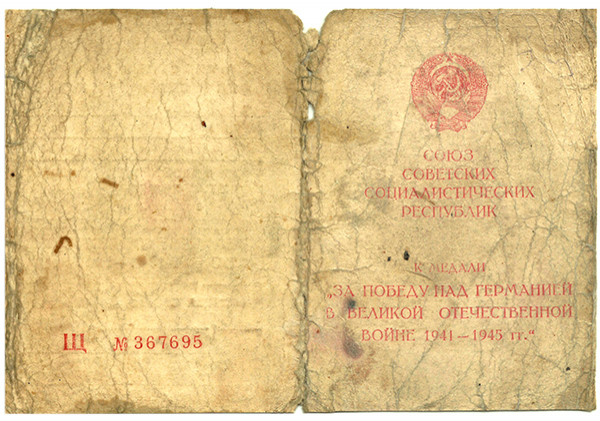 Щ № 367695
СОЮЗ
СОВЕТСКИХ
СОЦИАЛИСТИЧЕСКИХ
РЕСПУБЛИК
К МЕДАЛИ
„ЗА ПОБЕДУ НАД ГЕРМАНИЕЙ
В ВЕЛИКОЙ ОТЕЧЕСТВЕННОЙ
ВОЙНЕ 1941—1945 гг.“